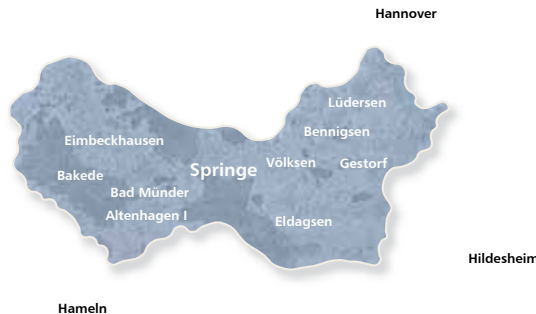 Hannover
Lüdersen
Bennigsen
Eimbeckhausen
Völksen
Gestorf
Springe
Bakede
Bad Münder
Altenhagen I
Eldagsen
Hildesheim
Hameln